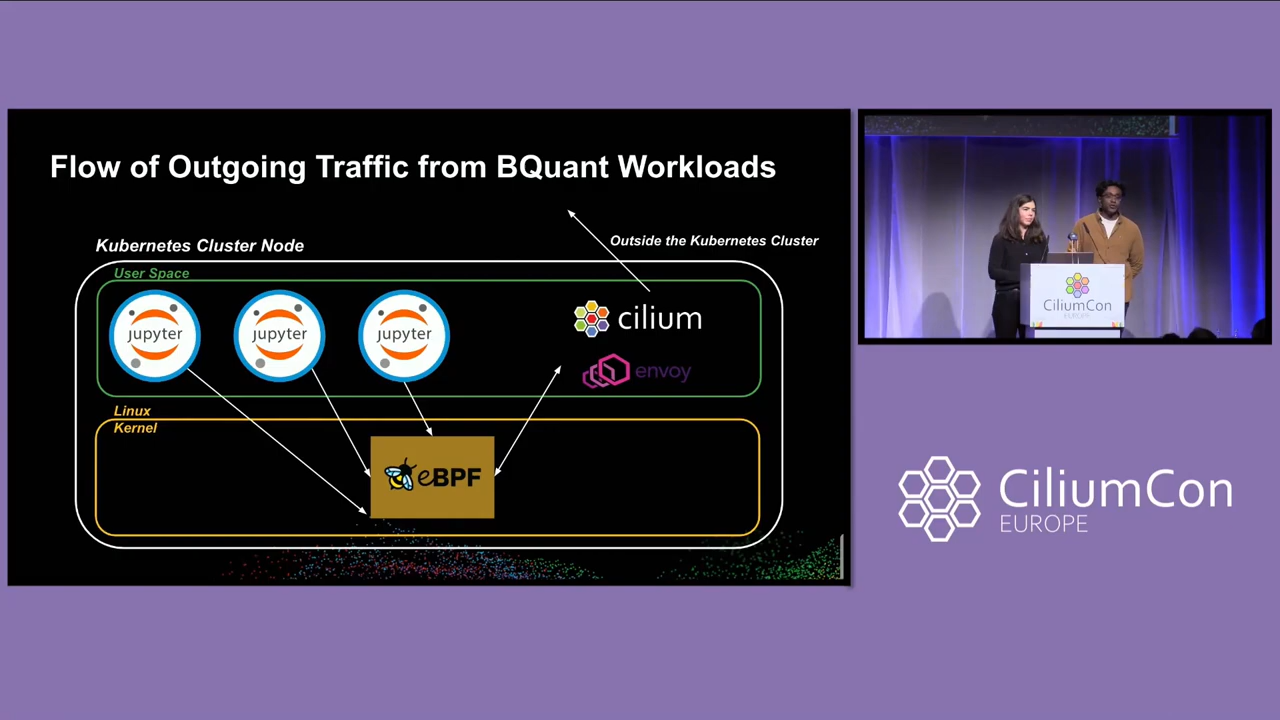 Flow of Outgoing Traffic from BQuant Workloads
Outside the Kubernetes Cluster
Kubernetes Cluster Node
User Space
jupyter
jupyter
jupyter
cilium
envoy
Linux
Kernel
eBPF
CiliumCon
EUROPE
CiliumCon
EUROPE